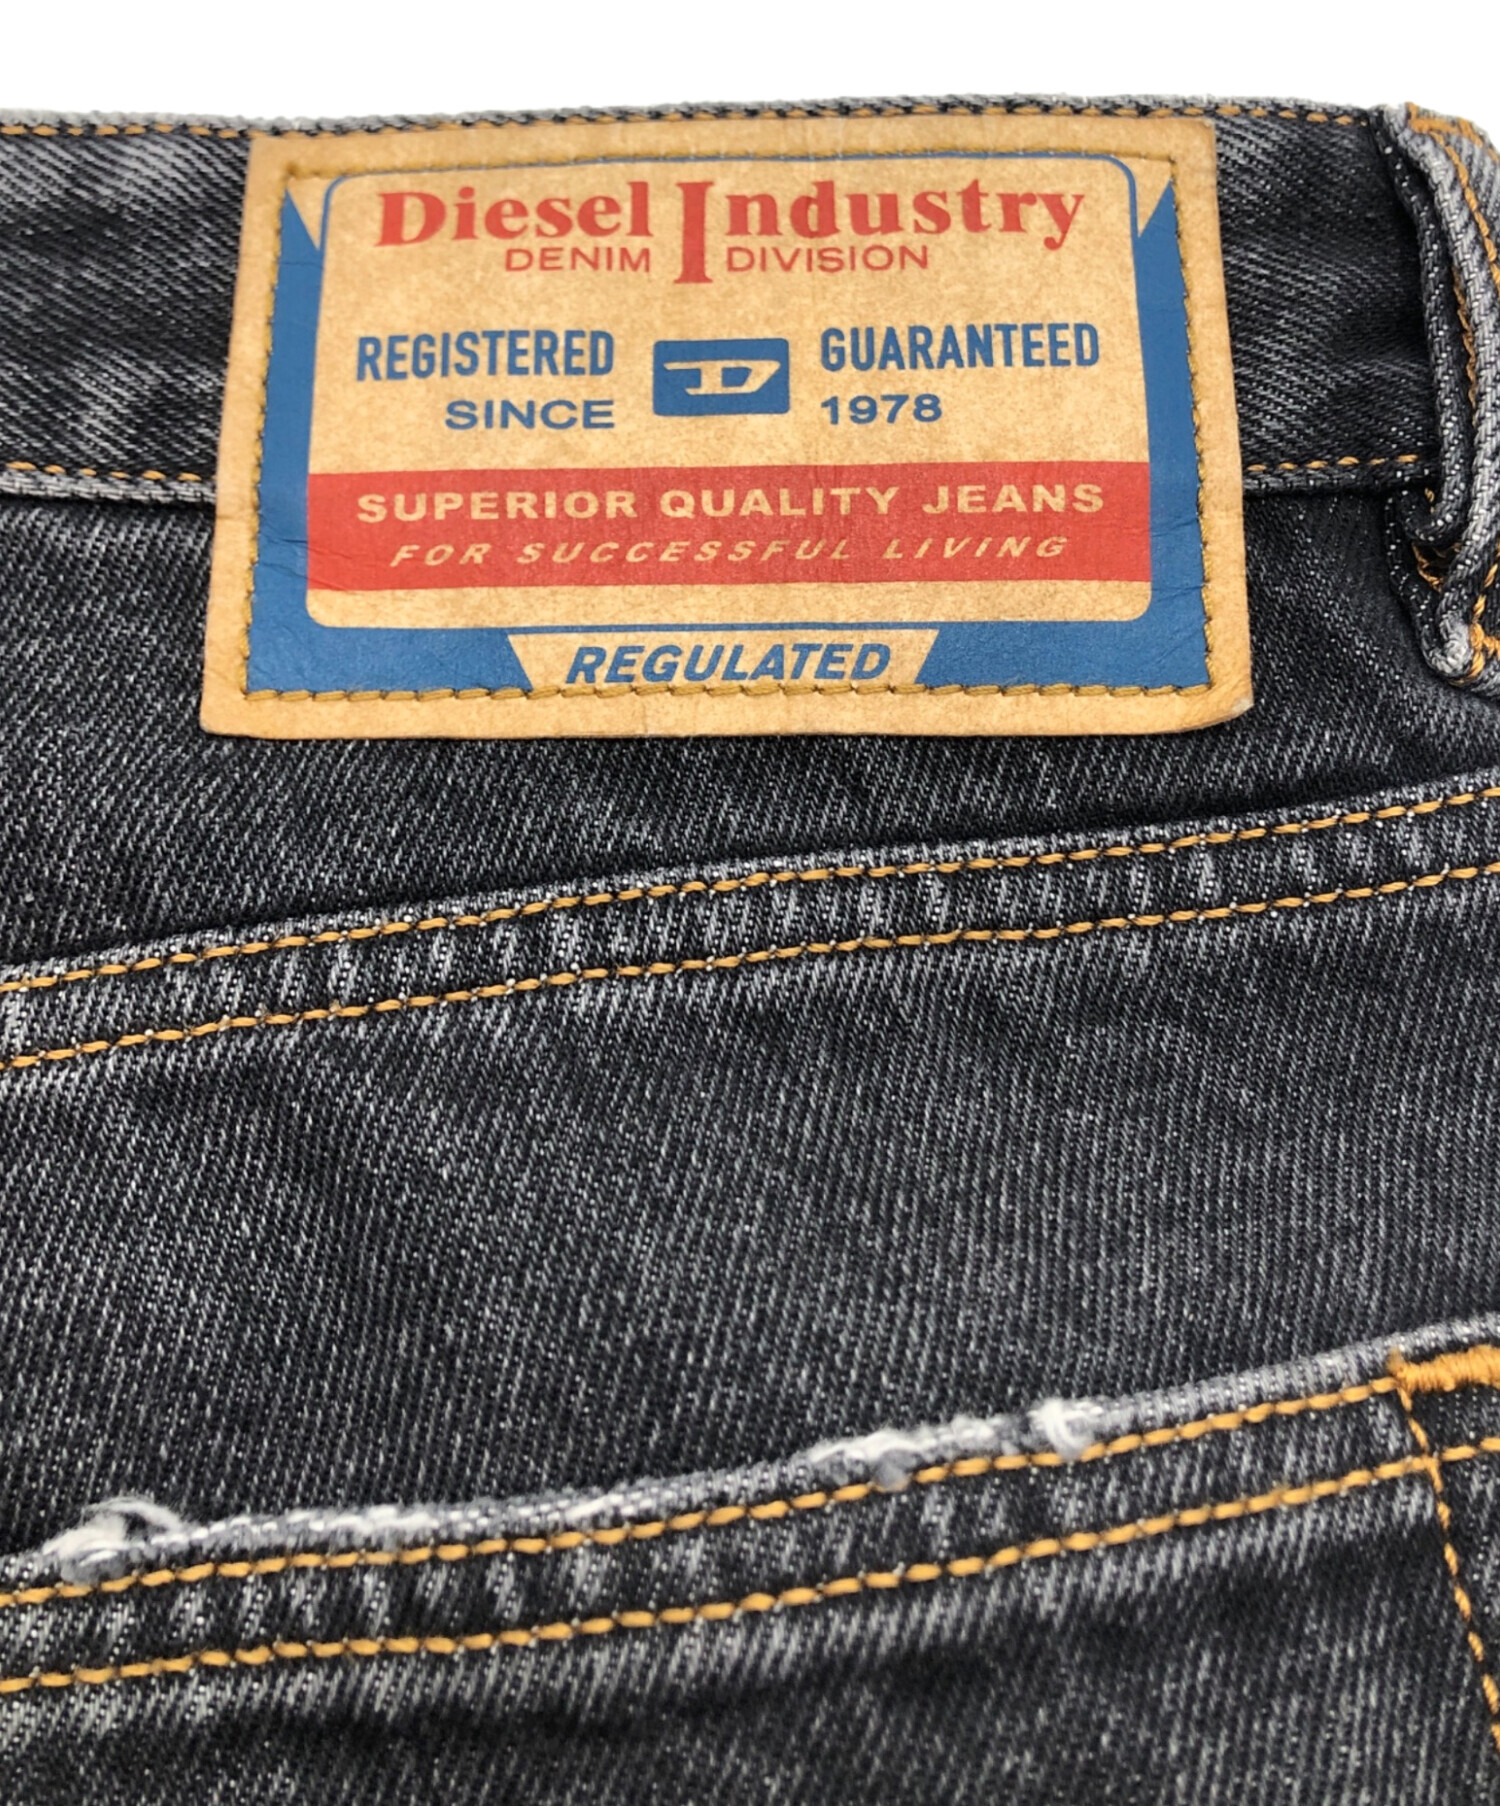 Diesel Industry
DENIM DIVISION
REGISTERED D GUARANTEED
SINCE 1978
SUPERIOR QUALITY JEANS
FOR SUCCESSFUL LIVING
REGULATED